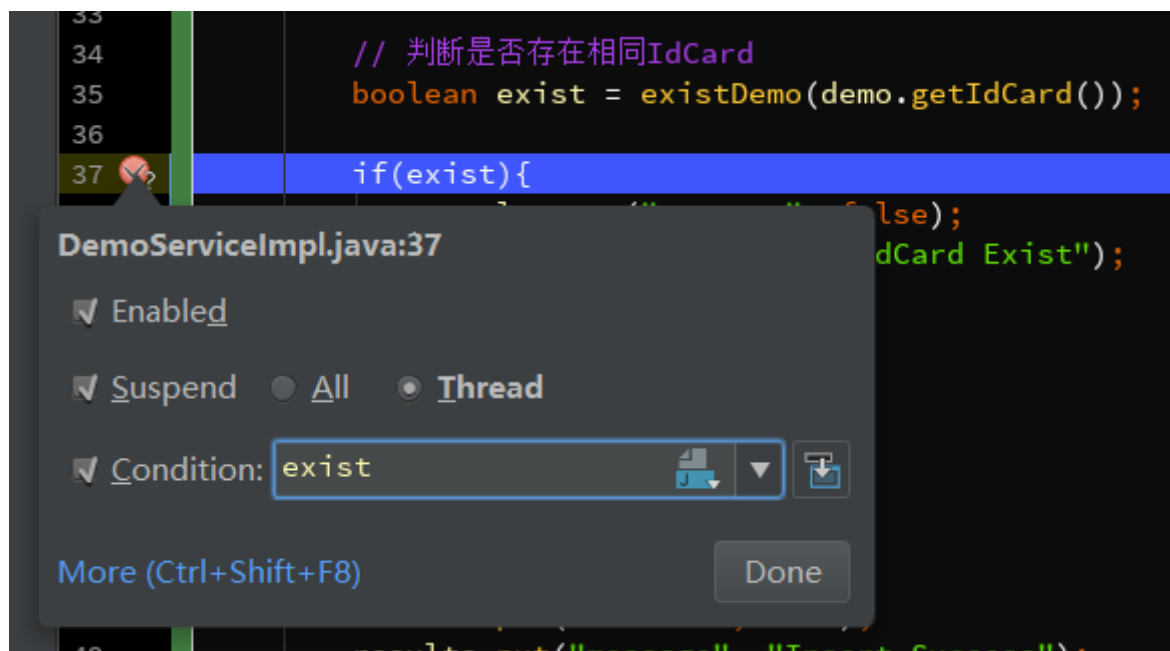 33
34 // 判断是否存在相同IdCard
35 boolean exist = existDemo(demo.getIdCard());
36
37 if(exist){
lse);
DemoServiceImpl.java:37
dCard Exist");
Enabled
Suspend All Thread
Condition: exist
More (Ctrl+Shift+F8) Done